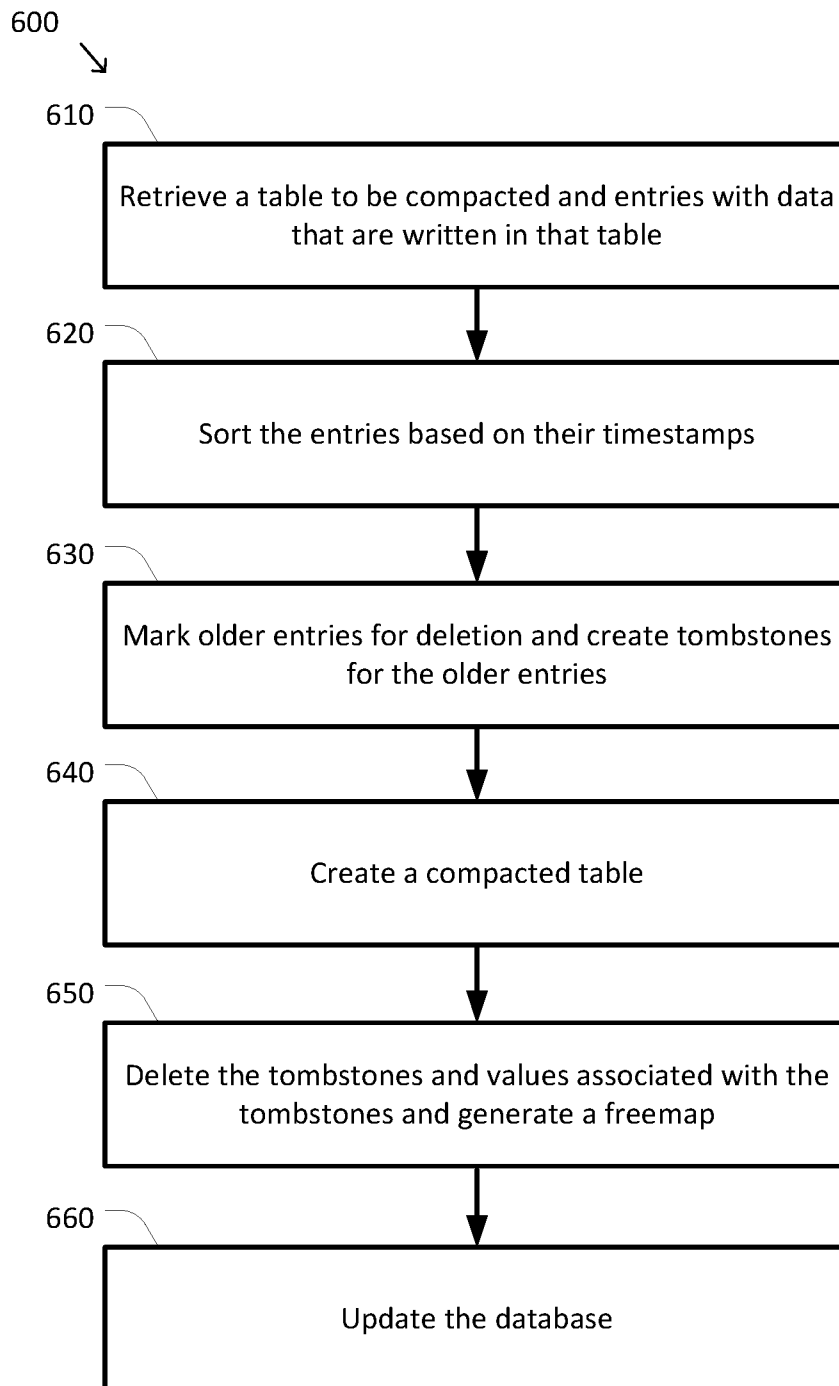 600
610
Retrieve a table to be compacted and entries with data
that are written in that table
620
Sort the entries based on their timestamps
630
Mark older entries for deletion and create tombstones
for the older entries
640
Create a compacted table
650
Delete the tombstones and values associated with the
tombstones and generate a freemap
660
Update the database